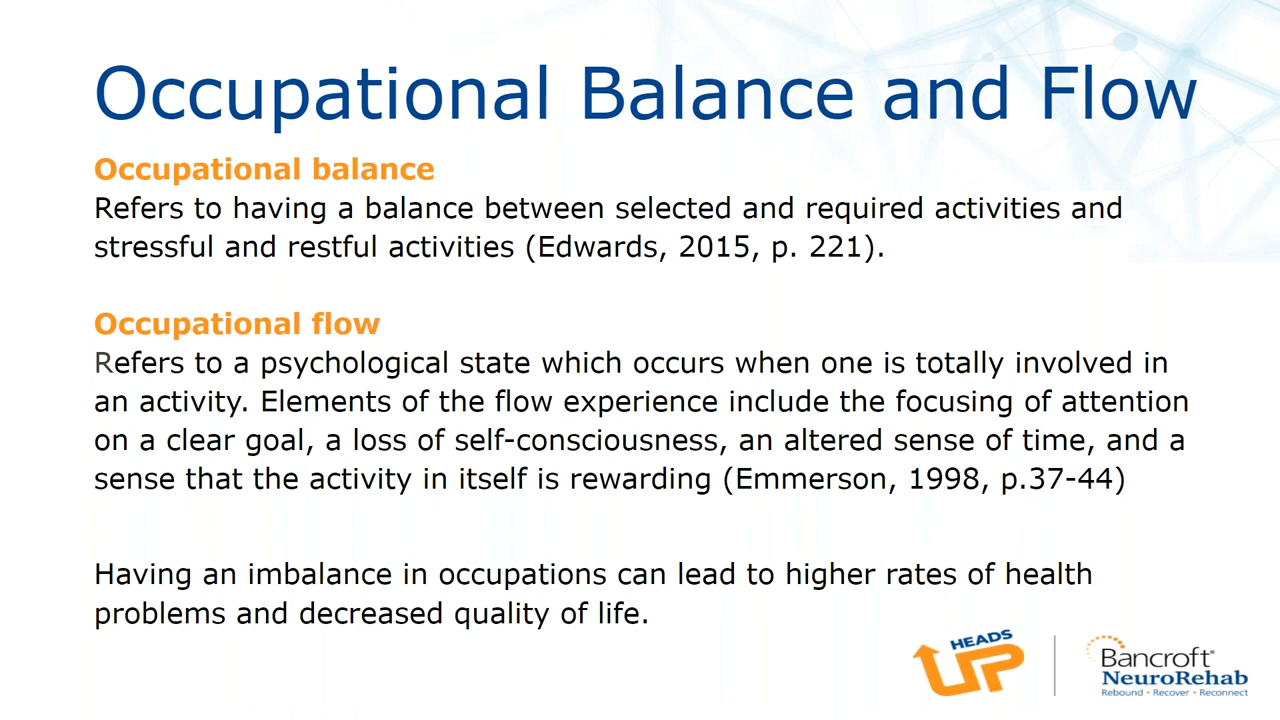 Occupational Balance and Flow
Occupational balance
Refers to having a balance between selected and required activities and
stressful and restful activities (Edwards, 2015, p. 221).
Occupational flow
Refers to a psychological state which occurs when one is totally involved in
an activity. Elements of the flow experience include the focusing of attention
on a clear goal, a loss of self-consciousness, an altered sense of time, and a
sense that the activity in itself is rewarding (Emmerson, 1998, p.37-44)
Having an imbalance in occupations can lead to higher rates of health
problems and decreased quality of life.
HEADS
UP
Bancroft®
NeuroRehab
Rebound • Recover • Reconnect